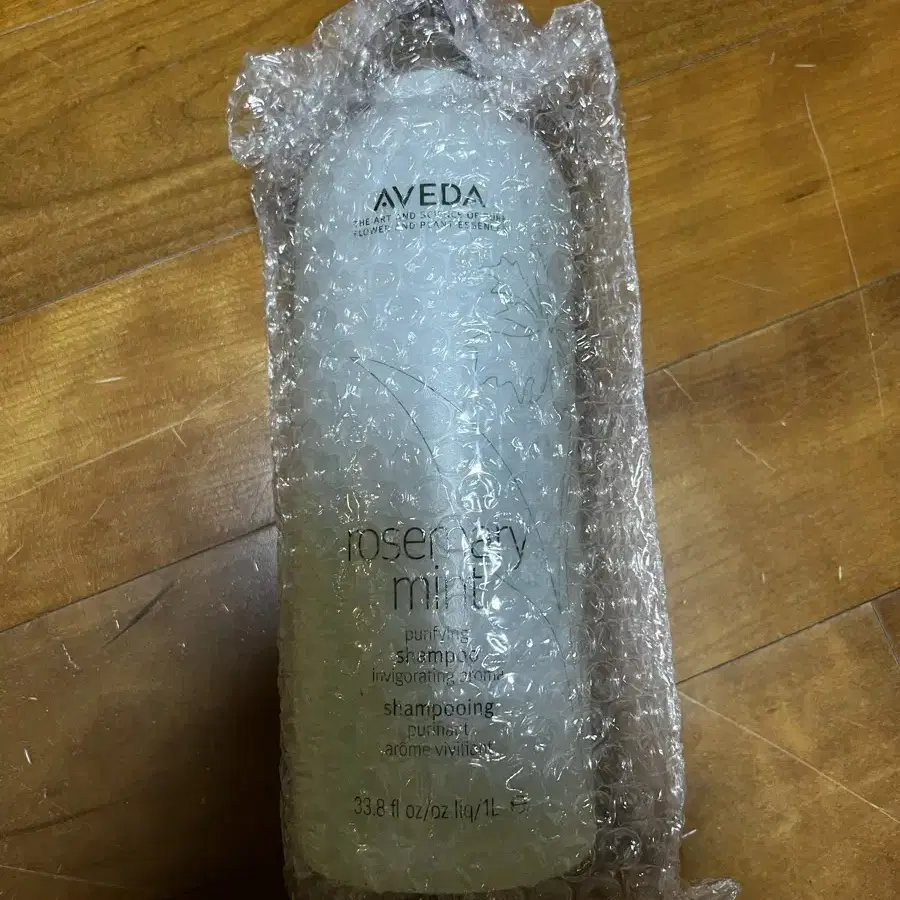 AVEDA
THE ART AND SCIENCE OF PURE
FLOWER AND PLANT ESSENCES
rosemary
mint
purifying
shampoo
invigorating aroma
shampooing
purifiant
arôme vivifiant
33.8 fl oz/oz liq/1L ℮